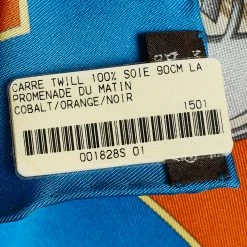 CARRE TWILL 100% SOIE 90CM LA
PROMENADE DU MATIN
COBALT/ORANGE/NOIR
1501
001828S 01